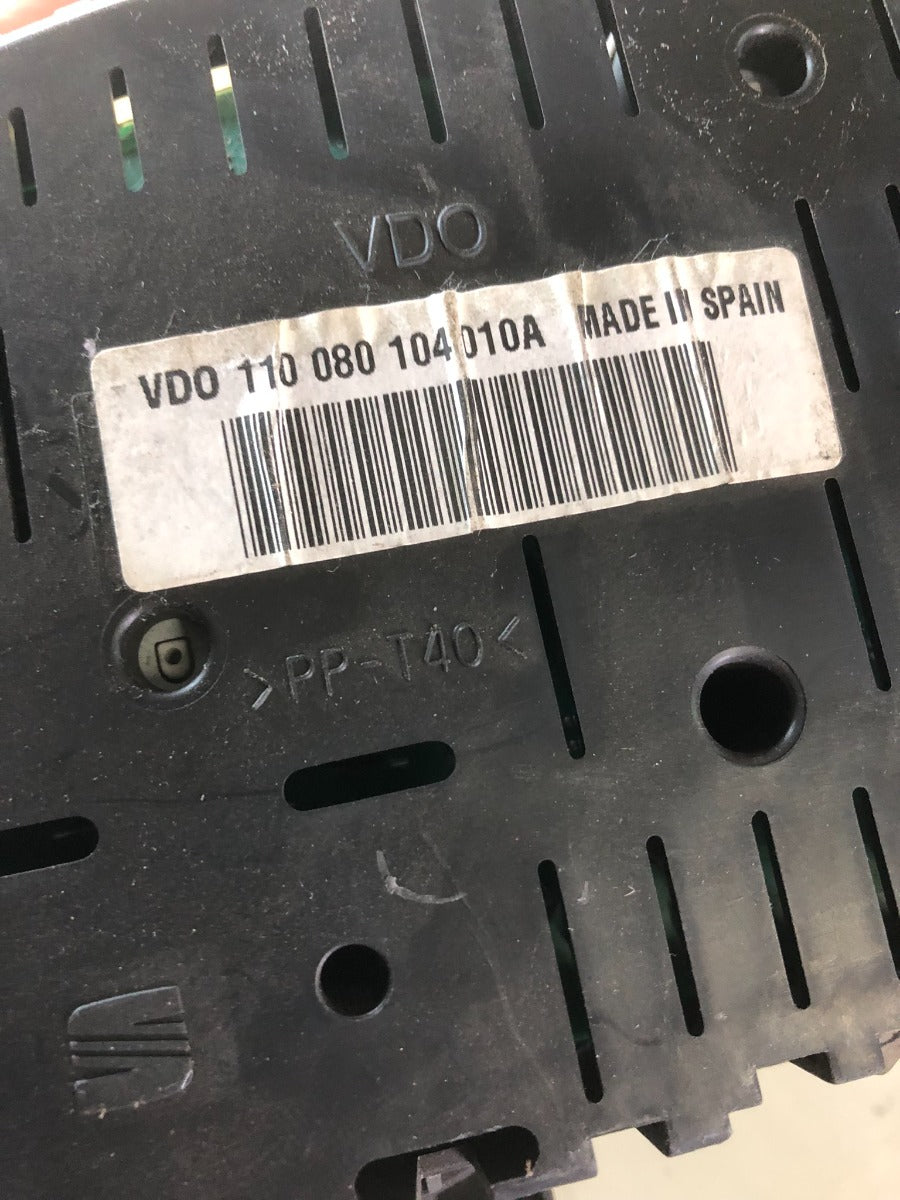 VDO
VDO 110 080 104 010A MADE IN SPAIN
>PP-T40<